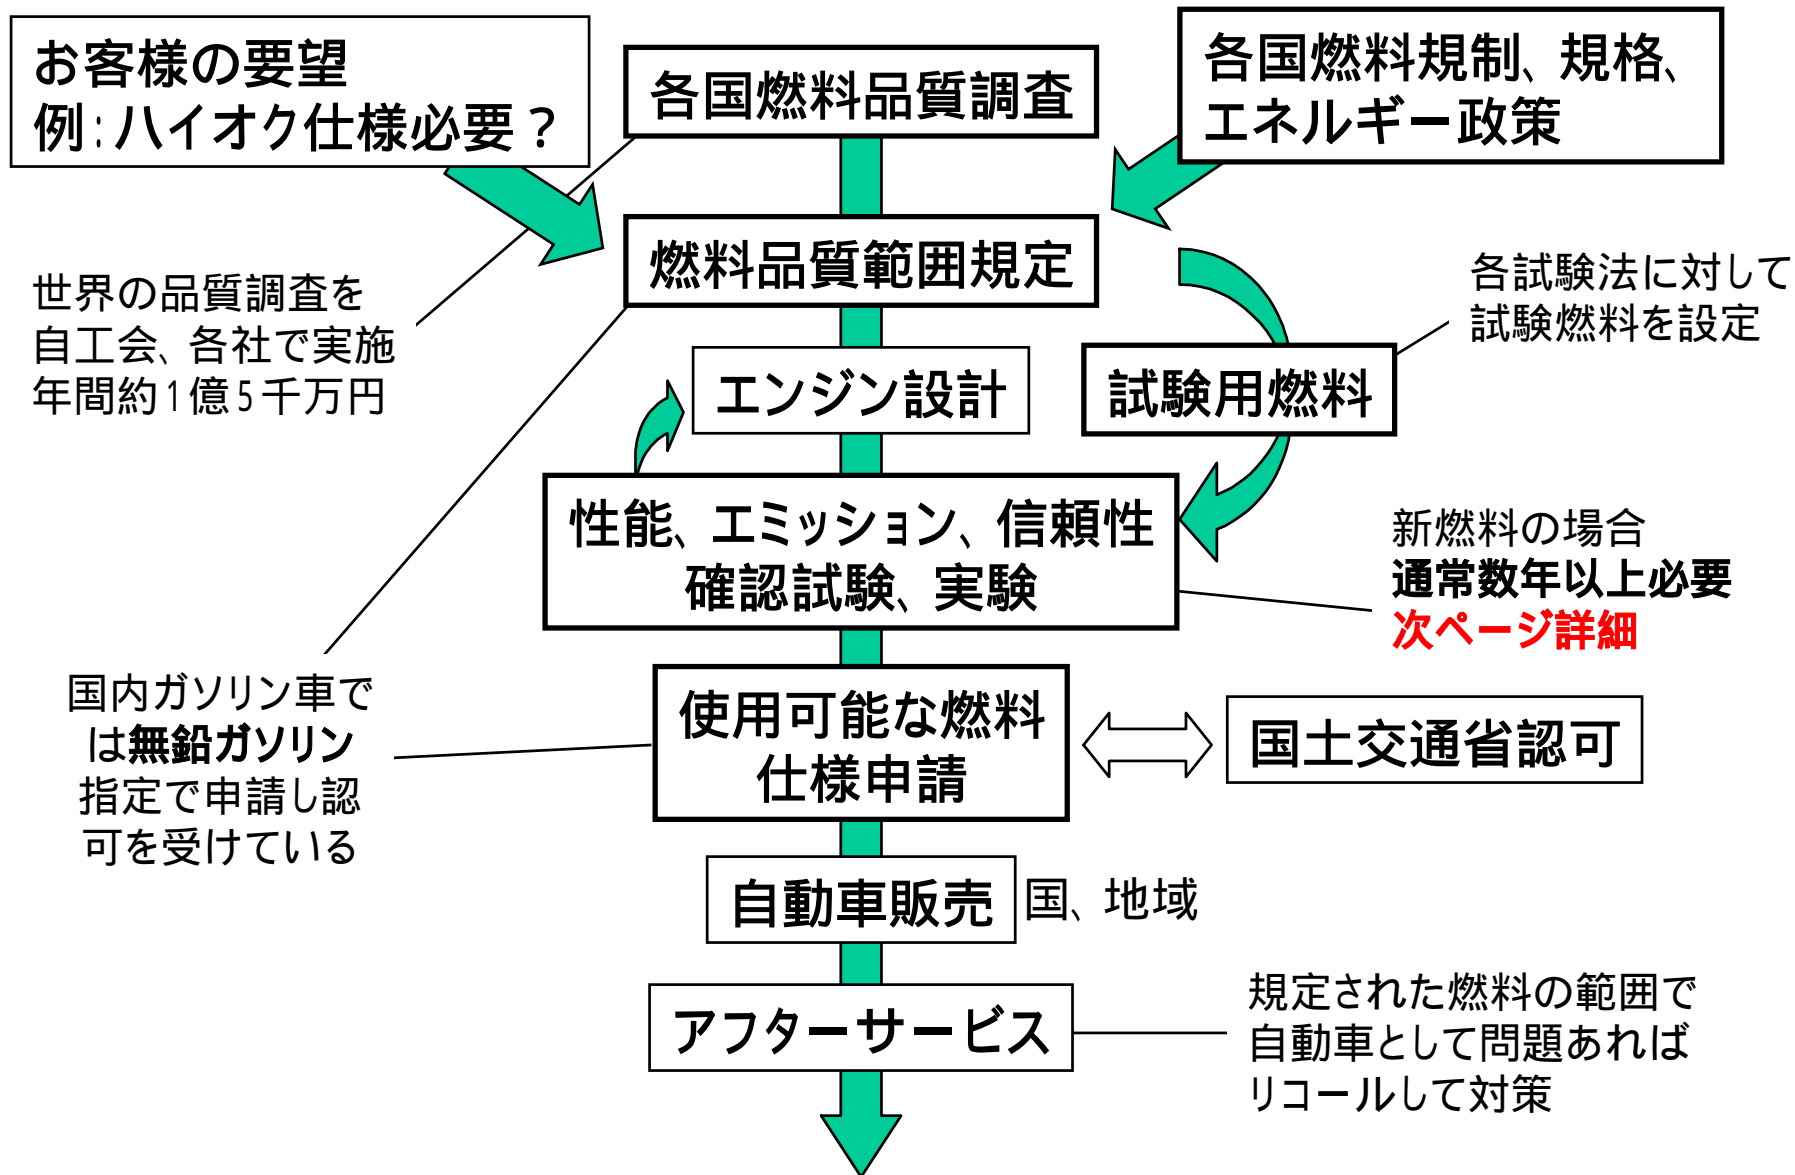 お客様の要望
例:ハイオク仕様必要?
各国燃料品質調査
各国燃料規制、規格、
エネルギー政策
燃料品質範囲規定
世界の品質調査を
自工会、各社で実施
年間約1億5千万円
各試験法に対して
試験燃料を設定
エンジン設計
試験用燃料
性能、エミッション、信頼性
確認試験、実験
新燃料の場合
通常数年以上必要
次ページ詳細
国内ガソリン車で
は無鉛ガソリン
指定で申請し認
可を受けている
使用可能な燃料
仕様申請
国土交通省認可
自動車販売
国、地域
アフターサービス
規定された燃料の範囲で
自動車として問題あれば
リコールして対策